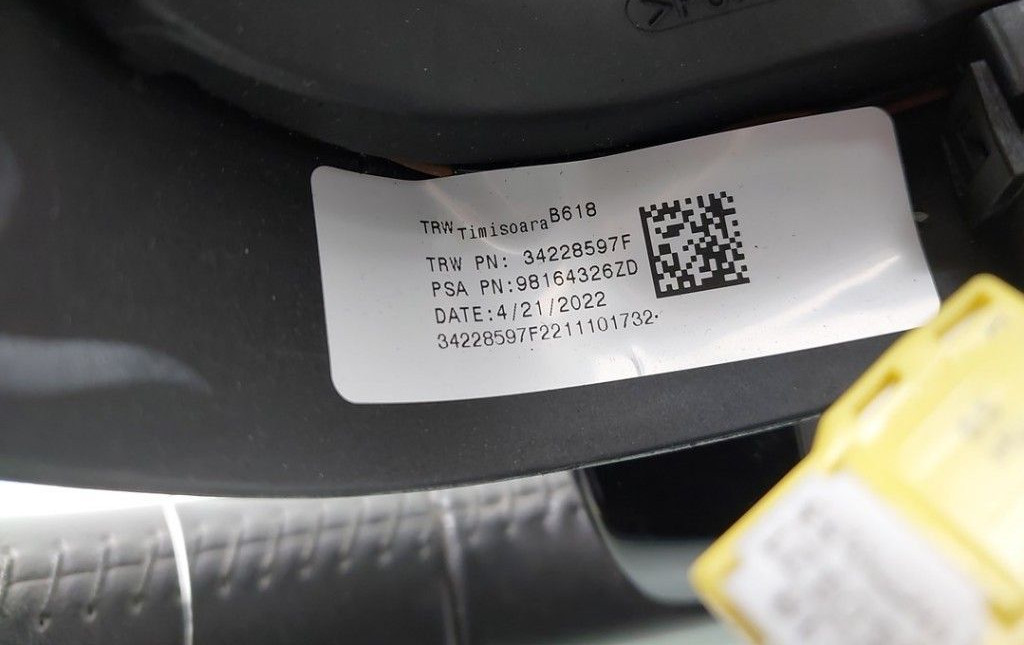 TRW Timisoara B618
TRW PN: 34228597F
PSA PN:98164326ZD
DATE:4/21/2022
34228597F2211101732